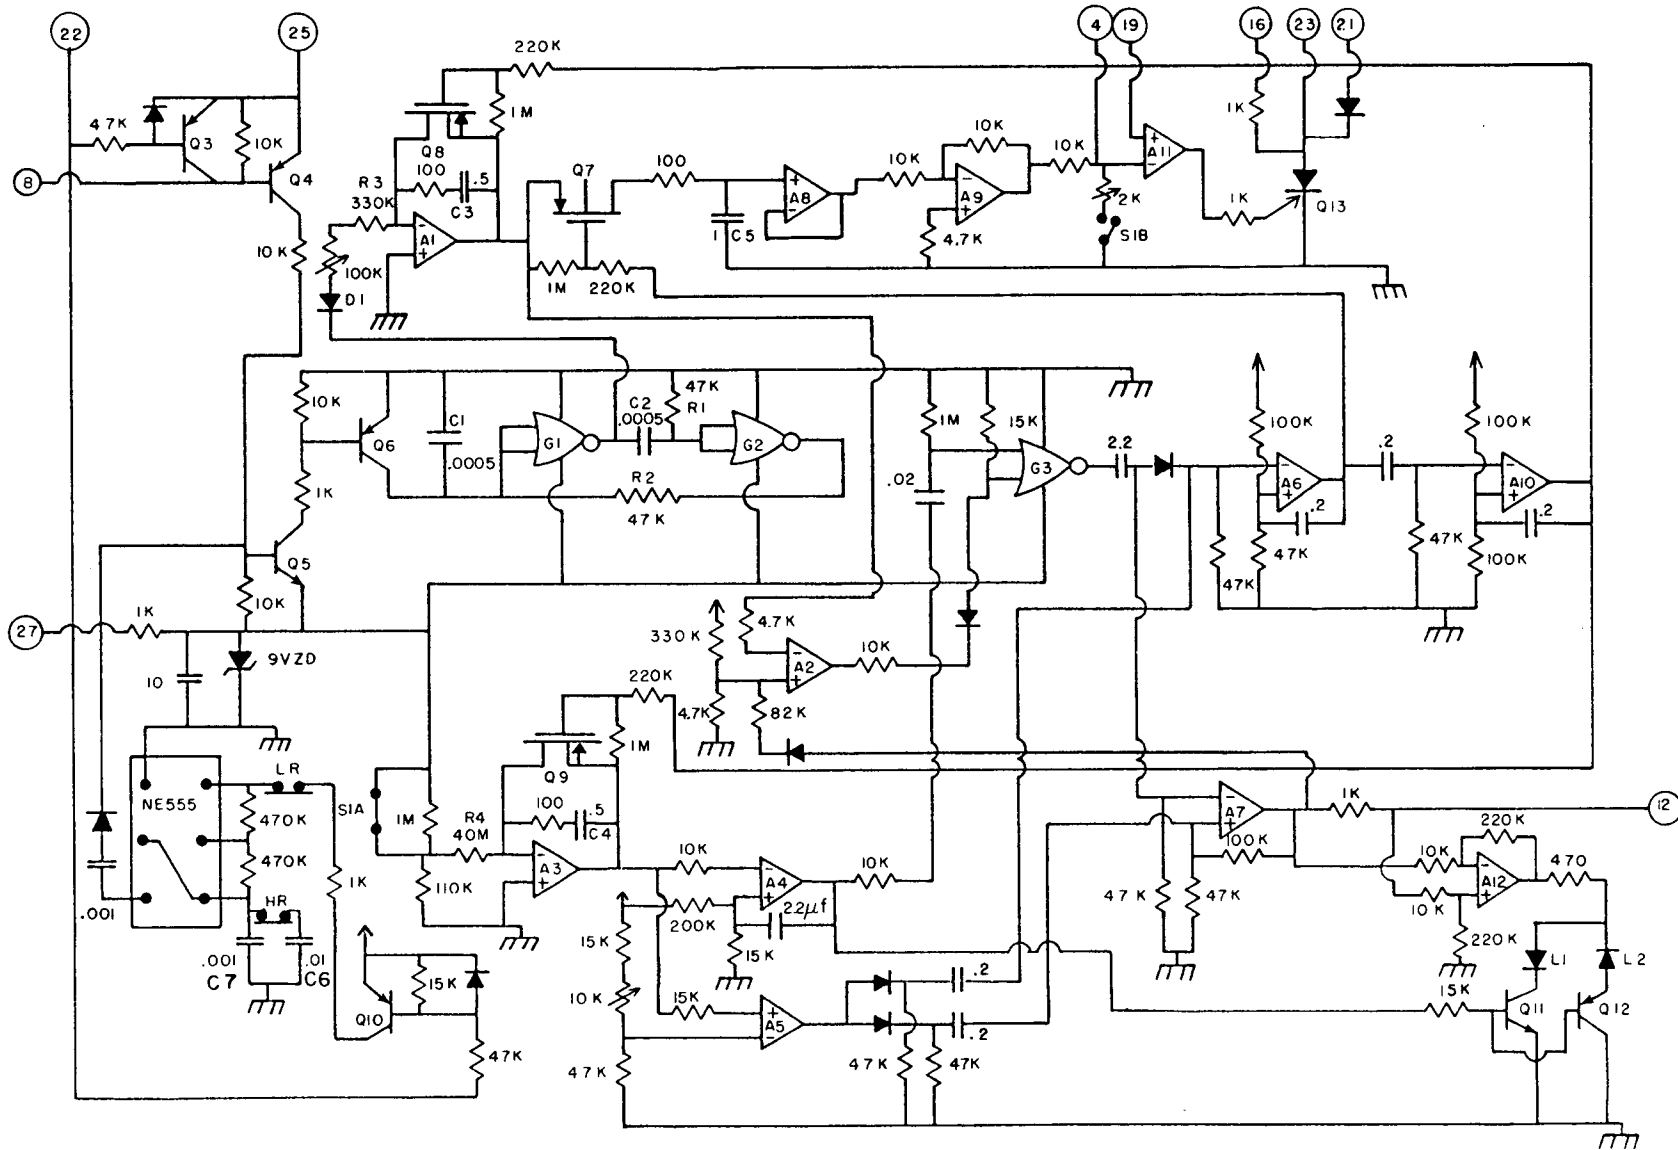 22
25
4
19
16
23
21
220K
1M
47K
Q3
10K
Q4
8
Q8
100
.5
C3
R3
330K
A1
100K
D1
Q7
100
1M
220K
1
C5
A8
10K
10K
A9
4.7K
10K
2K
S1B
A11
1K
1K
Q13
10K
10K
Q6
C1
.0005
G1
C2
.0005
47K
R1
G2
R2
47K
1K
Q5
10K
1M
15K
G3
.02
2.2
100K
A6
.2
47K
47K
.2
100K
A10
.2
47K
100K
27
1K
10
9VZD
330K
4.7K
A2
10K
4.7K
82K
220K
1M
Q9
100
.5
C4
NE555
LR
470K
470K
HR
.001
.001
C7
.01
C6
1K
S1A
1M
R4
40M
A3
110K
10K
A4
10K
200K
2.2µf
15K
15K
10K
15K
A5
47K
.2
.2
47K
47K
15K
Q10
47K
A7
1K
12
100K
47K
47K
10K
220K
A12
470
10K
220K
L1
L2
15K
Q11
Q12